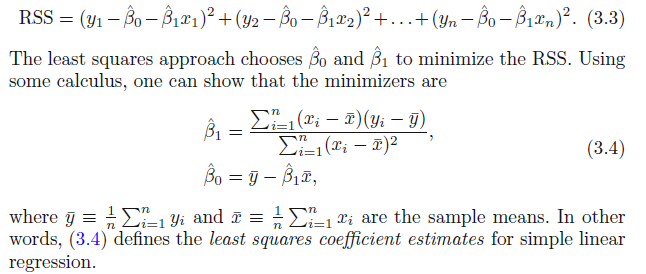 RSS = (y₁ − β̂₀ − β̂₁x₁)² + (y₂ − β̂₀ − β̂₁x₂)² + . . . + (yₙ − β̂₀ − β̂₁xₙ)². (3.3)
The least squares approach chooses β̂₀ and β̂₁ to minimize the RSS. Using
some calculus, one can show that the minimizers are
β̂₁ = ∑ⁿᵢ₌₁(xᵢ − x̄)(yᵢ − ȳ) / ∑ⁿᵢ₌₁(xᵢ − x̄)²,
(3.4)
β̂₀ = ȳ − β̂₁x̄,
where ȳ ≡ 1/n ∑ⁿᵢ₌₁ yᵢ and x̄ ≡ 1/n ∑ⁿᵢ₌₁ xᵢ are the sample means. In other
words, (3.4) defines the least squares coefficient estimates for simple linear
regression.